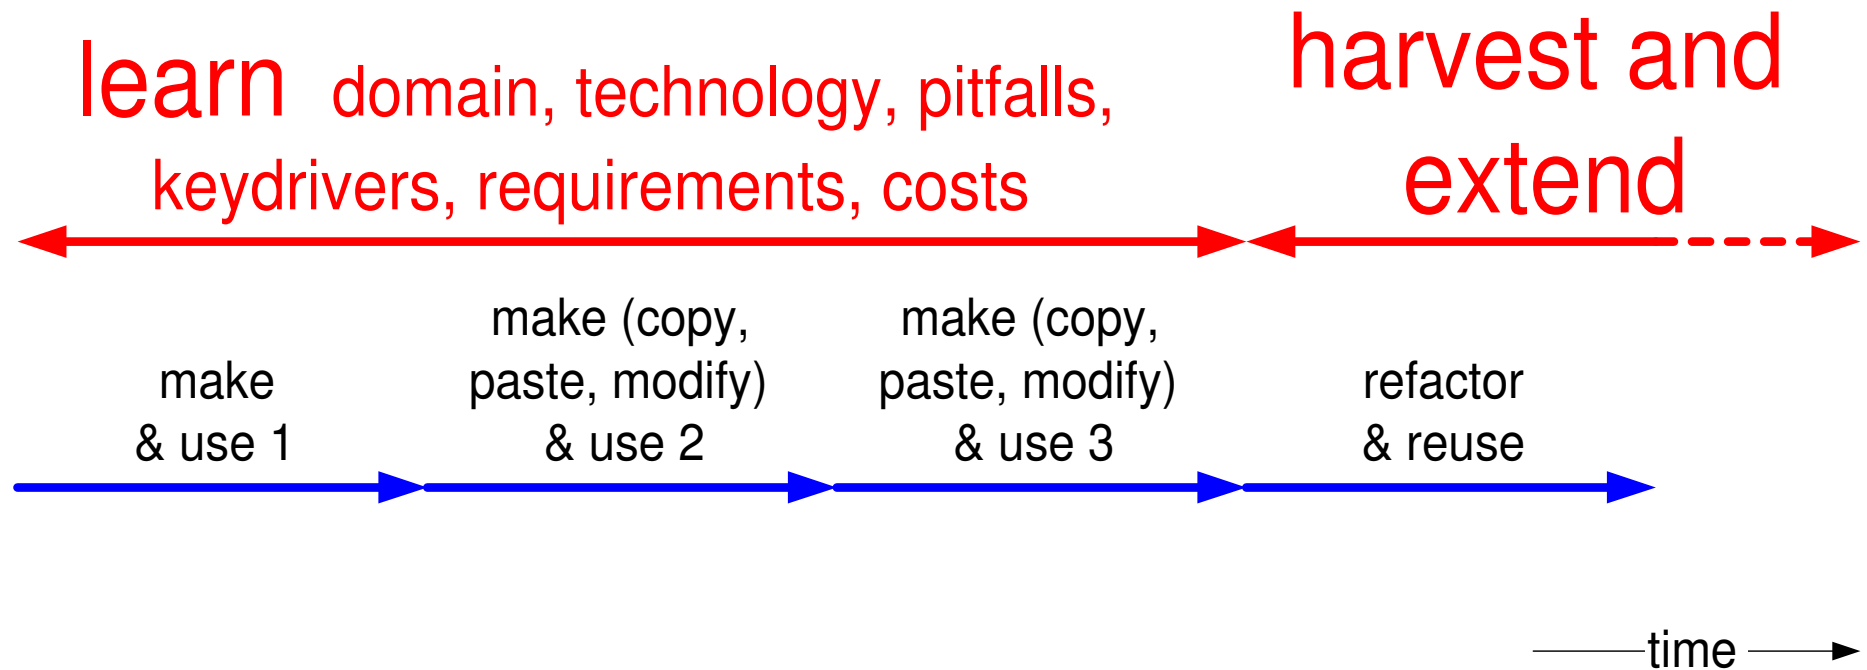 learn domain, technology, pitfalls,
keydrivers, requirements, costs
harvest and
extend
make
& use 1
make (copy,
paste, modify)
& use 2
make (copy,
paste, modify)
& use 3
refactor
& reuse
time